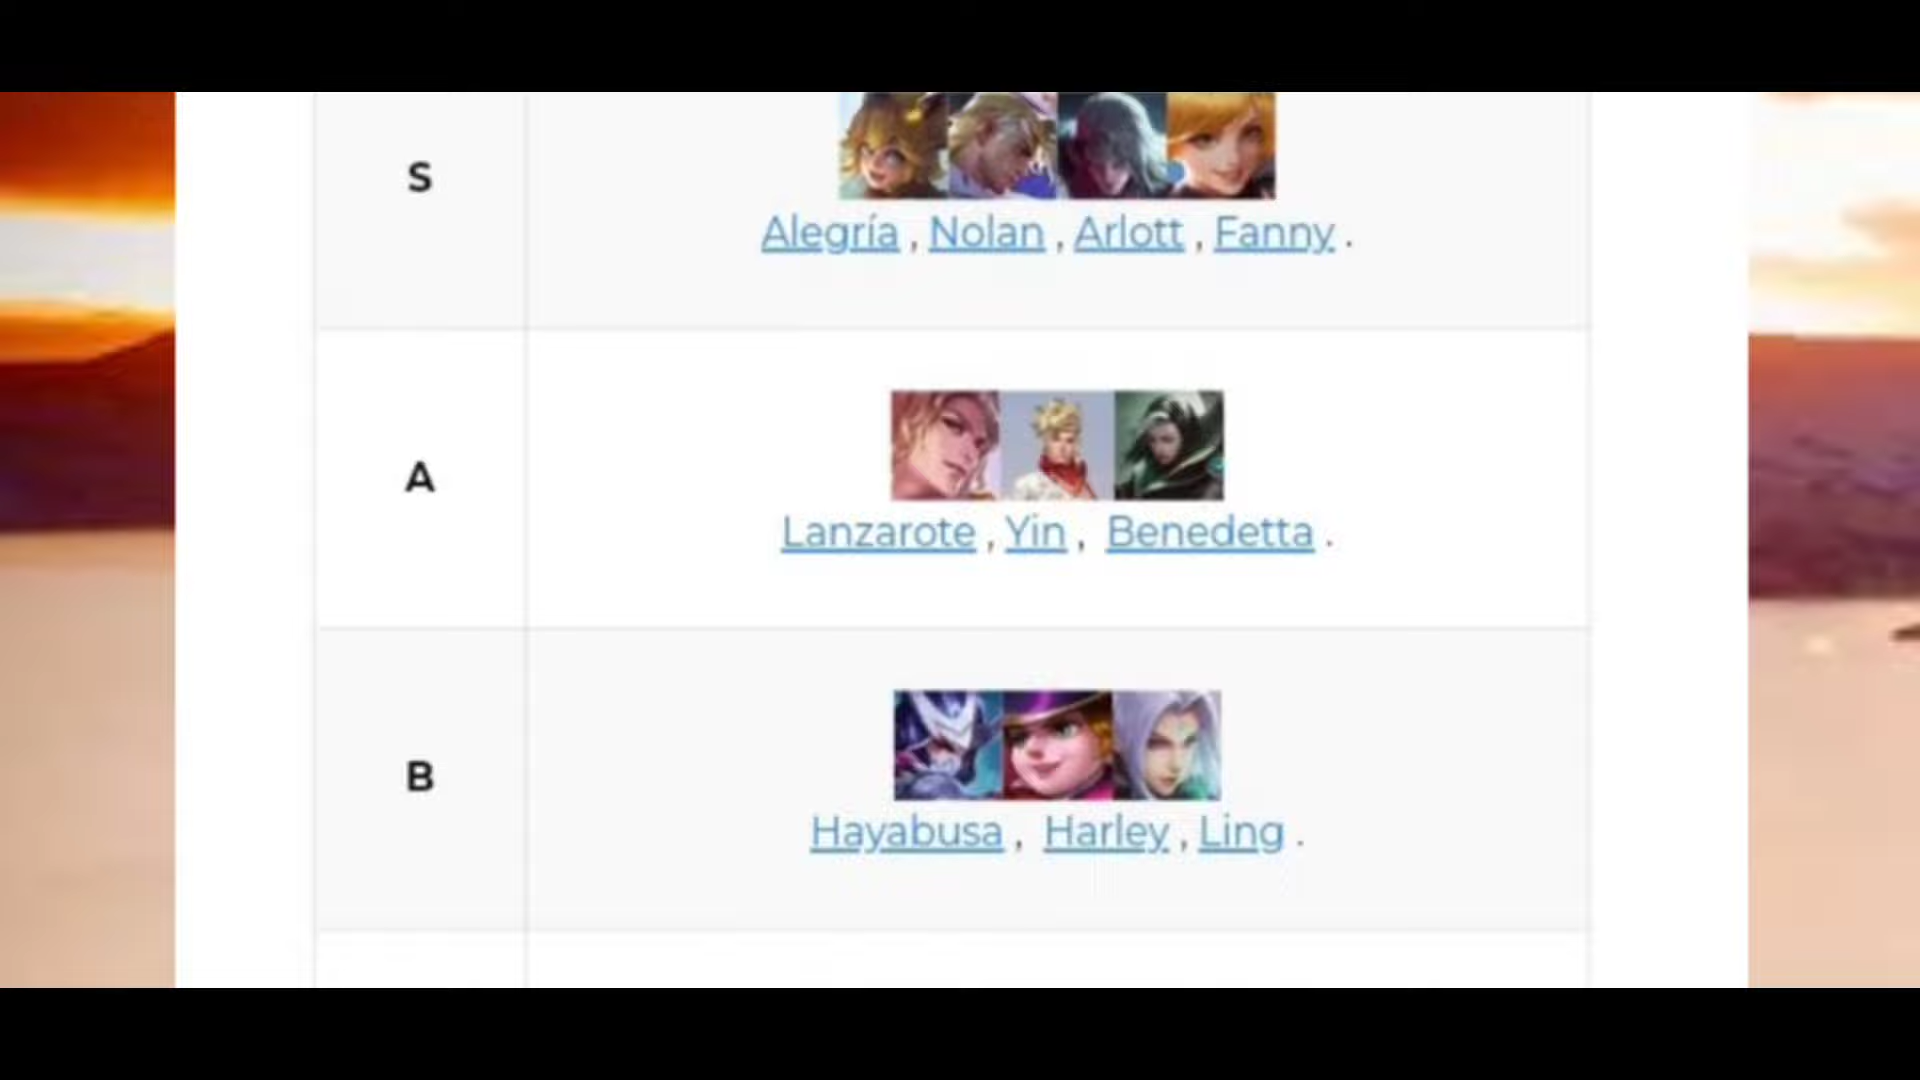 S
Alegría , Nolan , Arlott , Fanny .
A
Lanzarote , Yin , Benedetta .
B
Hayabusa , Harley , Ling .